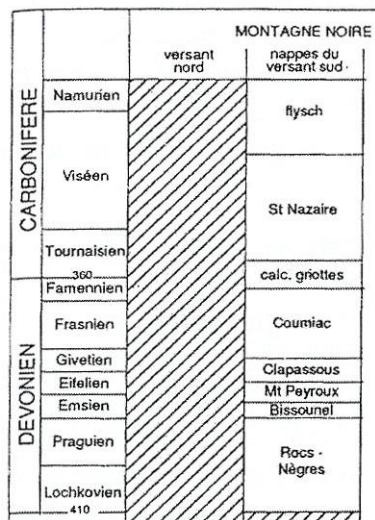 MONTAGNE NOIRE
versant
nord
nappes du
versant sud
CARBONIFERE
Namurien
flysch
Viséen
St Nazaire
Tournaisien
360
calc. griottes
DEVONIEN
Famennien
Frasnien
Coumiac
Givetien
Clapassous
Eifelien
Mt Peyroux
Emsien
Bissounel
Praguien
Rocs -
Nègres
Lochkovien
410